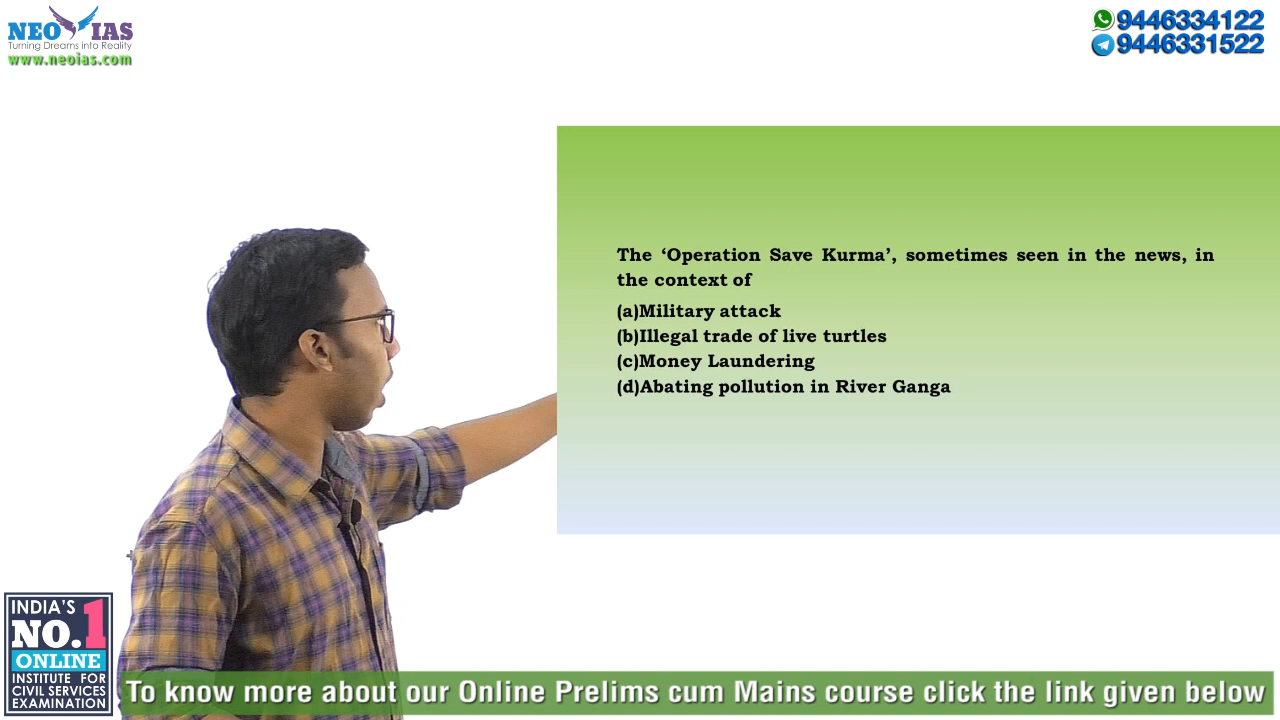 NEO IAS
Turning Dreams into Reality
www.neoias.com
9446334122
9446331522
The ‘Operation Save Kurma’, sometimes seen in the news, in
the context of
(a)Military attack
(b)Illegal trade of live turtles
(c)Money Laundering
(d)Abating pollution in River Ganga
INDIA'S
NO.1
ONLINE
INSTITUTE FOR
CIVIL SERVICES
EXAMINATION
To know more about our Online Prelims cum Mains course click the link given below